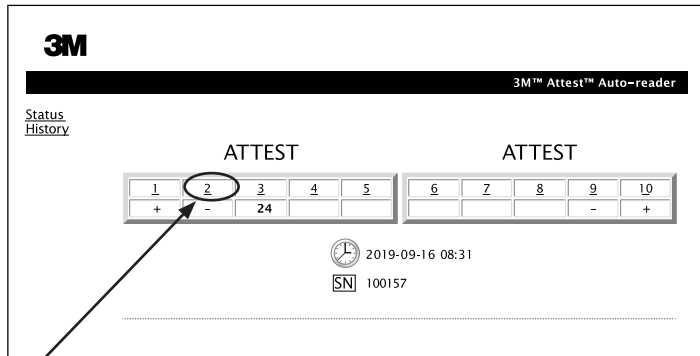 3M
3M™ Attest™ Auto-reader
Status
History
ATTEST ATTEST
1 2 3 4 5 6 7 8 9 10
+ - 24 - +
2019-09-16 08:31
SN 100157